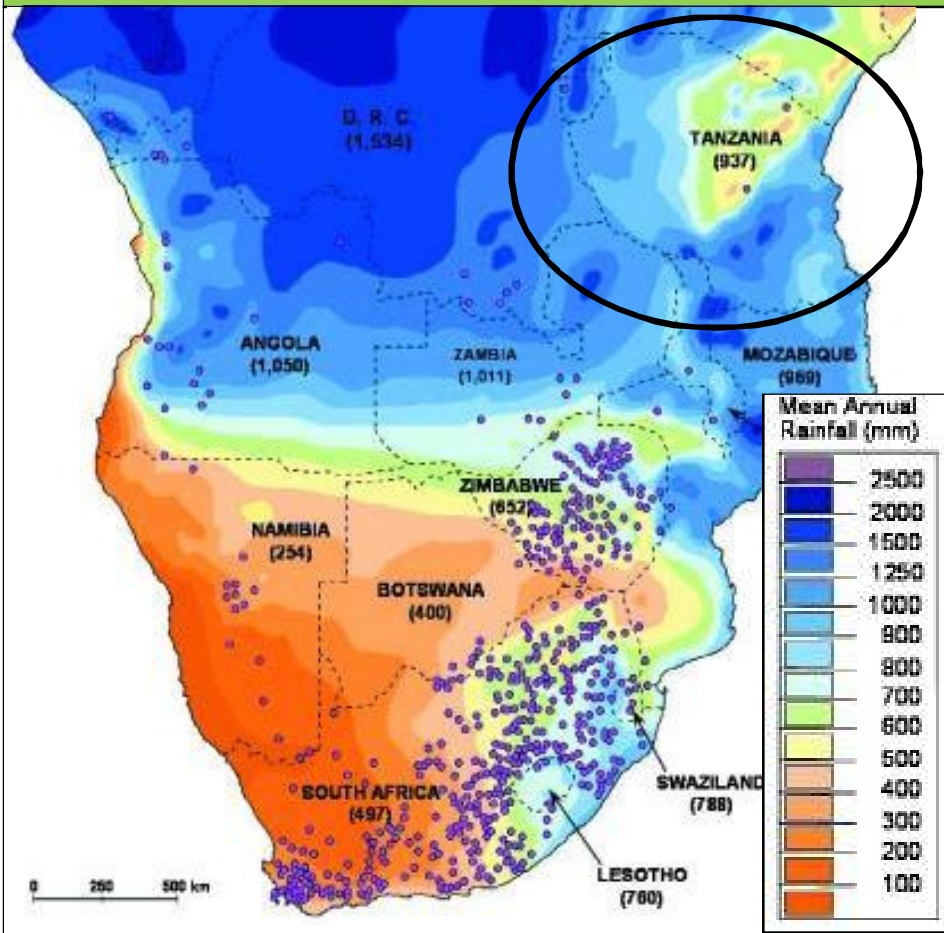 D. R. C.
(1,534)
TANZANIA
(937)
ANGOLA
(1,050)
ZAMBIA
(1,011)
MOZABIQUE
(969)
Mean Annual
Rainfall (mm)
2500
2000
1500
1250
1000
900
800
700
600
500
400
300
200
100
ZIMBABWE
(652)
NAMIBIA
(254)
BOTSWANA
(400)
SWAZILAND
(788)
SOUTH AFRICA
(497)
LESOTHO
(760)
0 250 500 km